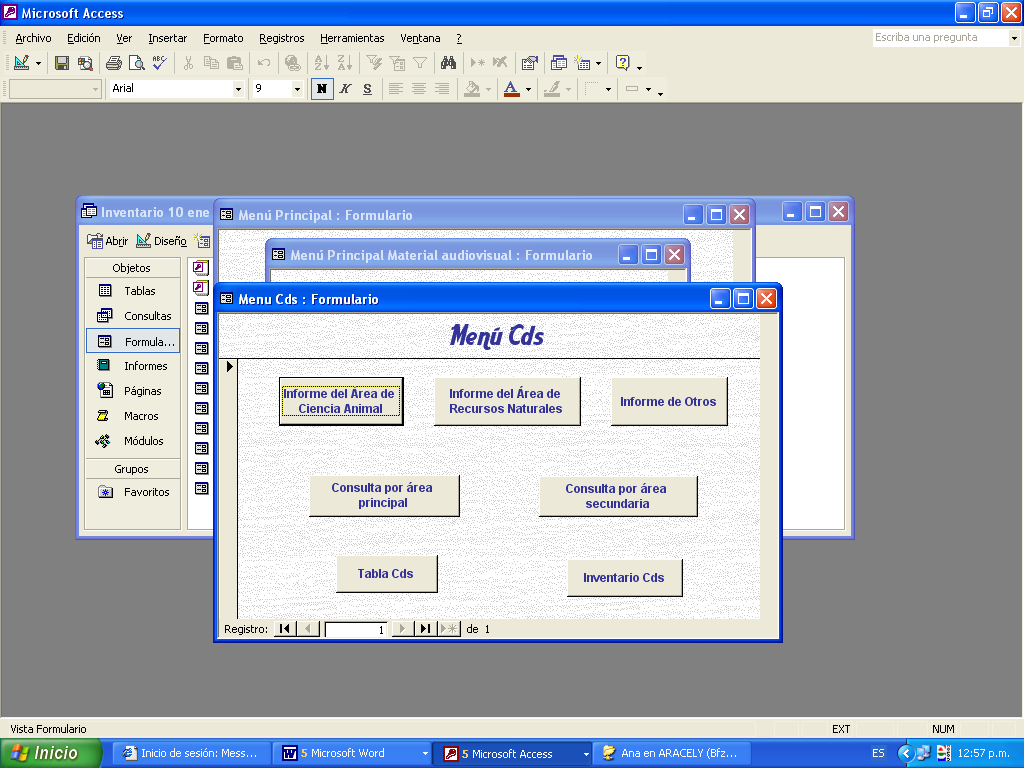 Microsoft Access
Archivo Edición Ver Insertar Formato Registros Herramientas Ventana ?
Escriba una pregunta
Arial 9 N K S A
Inventario 10 ene
Menú Principal : Formulario
Abrir Diseño
Menú Principal Material audiovisual : Formulario
Objetos
Tablas
Consultas
Formula...
Informes
Páginas
Macros
Módulos
Grupos
Favoritos
Menu Cds : Formulario
Menú Cds
Informe del Área de
Ciencia Animal
Informe del Área de
Recursos Naturales
Informe de Otros
Consulta por área
principal
Consulta por área
secundaria
Tabla Cds
Inventario Cds
Registro: 1 de 1
Vista Formulario EXT NUM
Inicio
Inicio de sesión: Mess...
5 Microsoft Word
5 Microsoft Access
Ana en ARACELY (Bfz...
ES
12:57 p.m.